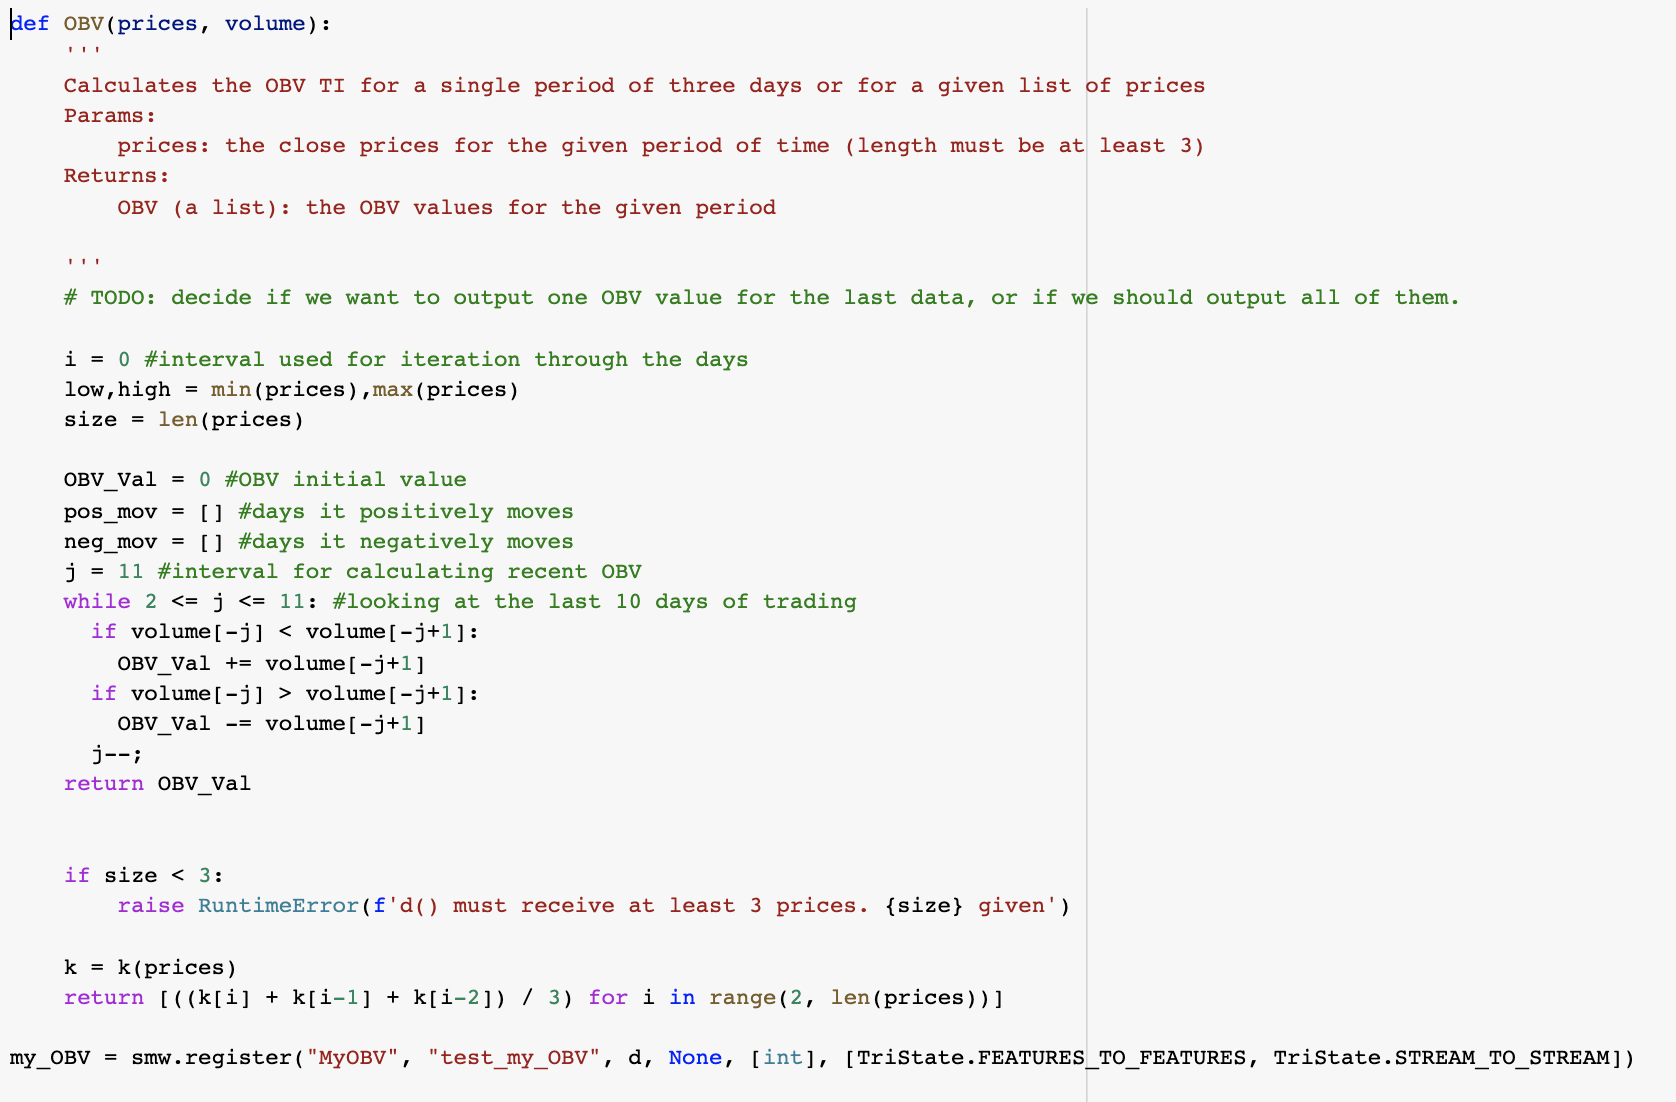 def OBV(prices, volume):
    '''
    Calculates the OBV TI for a single period of three days or for a given list of prices
    Params:
        prices: the close prices for the given period of time (length must be at least 3)
    Returns:
        OBV (a list): the OBV values for the given period
    '''
    # TODO: decide if we want to output one OBV value for the last data, or if we should output all of them.
    i = 0 #interval used for iteration through the days
    low,high = min(prices),max(prices)
    size = len(prices)
    OBV_Val = 0 #OBV initial value
    pos_mov = [] #days it positively moves
    neg_mov = [] #days it negatively moves
    j = 11 #interval for calculating recent OBV
    while 2 <= j <= 11: #looking at the last 10 days of trading
      if volume[-j] < volume[-j+1]:
        OBV_Val += volume[-j+1]
      if volume[-j] > volume[-j+1]:
        OBV_Val -= volume[-j+1]
      j--;
    return OBV_Val
    if size < 3:
        raise RuntimeError(f'd() must receive at least 3 prices. {size} given')
    k = k(prices)
    return [((k[i] + k[i-1] + k[i-2]) / 3) for i in range(2, len(prices))]
my_OBV = smw.register("MyOBV", "test_my_OBV", d, None, [int], [TriState.FEATURES_TO_FEATURES, TriState.STREAM_TO_STREAM])